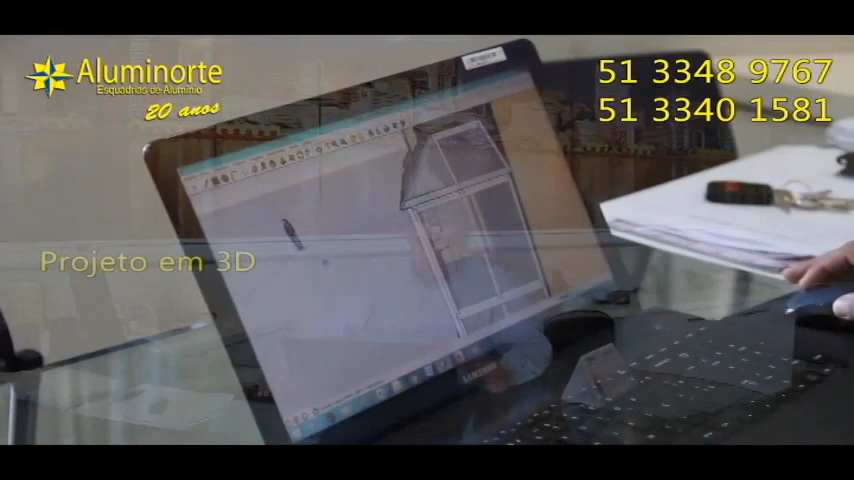 Aluminorte
Esquadrias de Alumínio
20 anos
51 3348 9767
51 3340 1581
Projeto em 3D
SAMSUNG